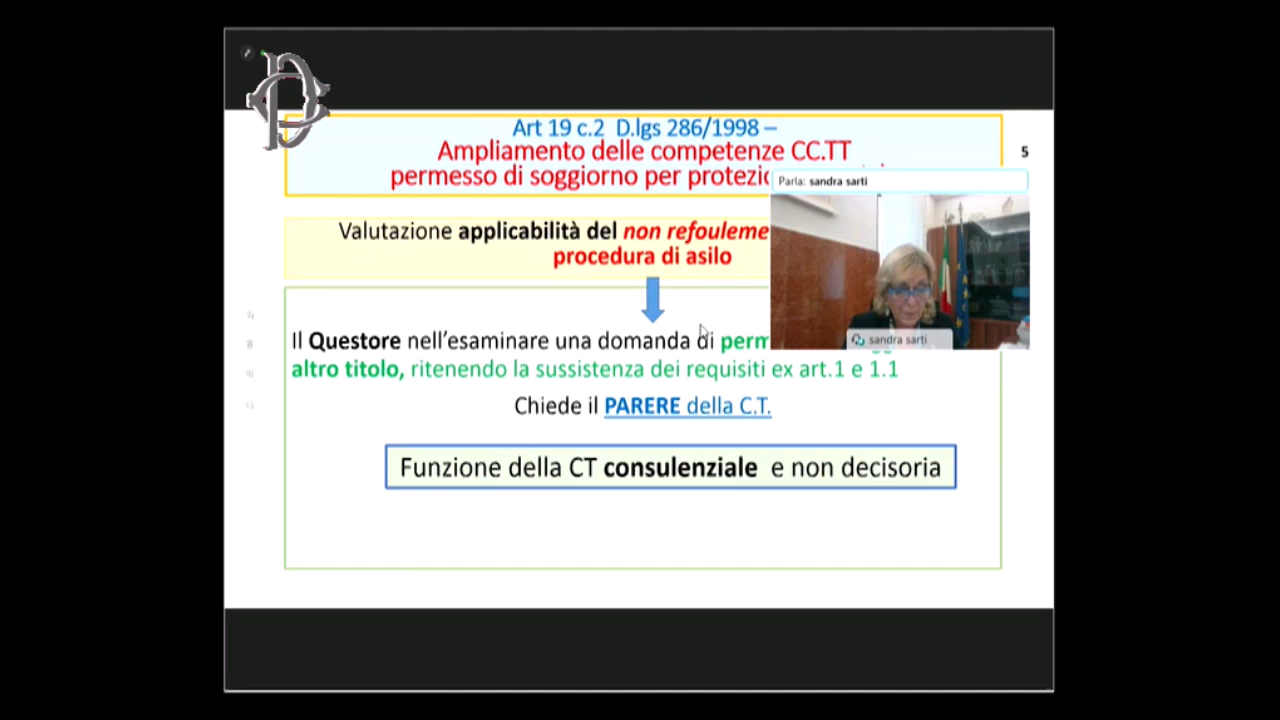 Art 19 c.2 D.lgs 286/1998 –
Ampliamento delle competenze CC.TT
permesso di soggiorno per
5
Parla: sandra sarti
Valutazione applicabilità del non
procedura di asilo
Il Questore nell'esaminare una domanda di
altro titolo, ritenendo la sussistenza dei requisiti ex art.1 e 1.1
sandra sarti
Chiede il PARERE della C.T.
Funzione della CT consulenziale e non decisoria